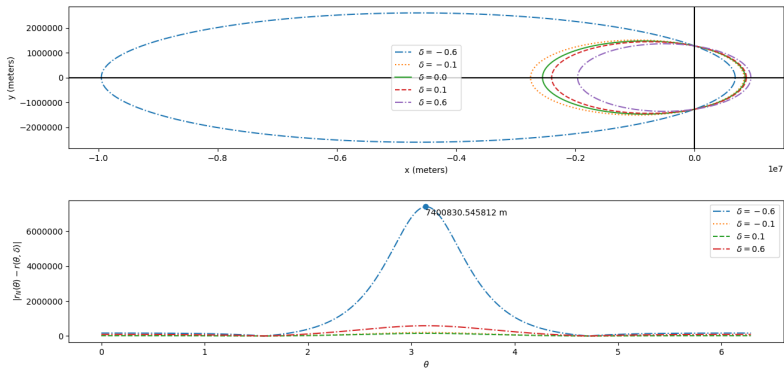 y (meters)
2000000
1000000
0
−1000000
−2000000
δ = −0.6
δ = −0.1
δ = 0.0
δ = 0.1
δ = 0.6
−1.0
−0.8
−0.6
−0.4
−0.2
0.0
1e7
x (meters)
|r_N(θ) − r(θ, δ)|
6000000
4000000
2000000
0
7400830.545812 m
δ = −0.6
δ = −0.1
δ = 0.1
δ = 0.6
0
1
2
3
4
5
6
θ